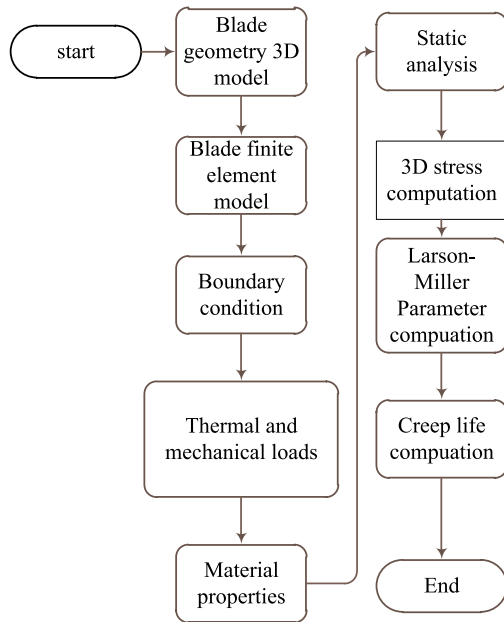 start
Blade
geometry 3D
model
Blade finite
element
model
Boundary
condition
Thermal and
mechanical loads
Material
properties
Static
analysis
3D stress
computation
Larson-
Miller
Parameter
compuation
Creep life
compuation
End